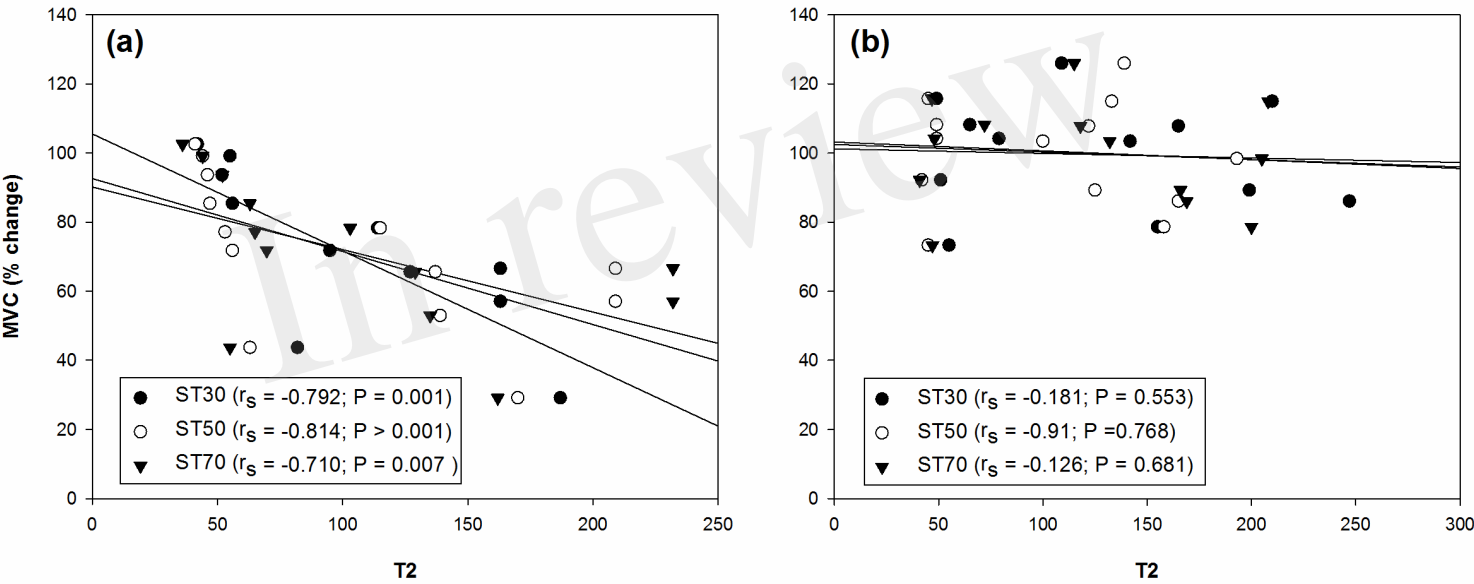 (a)
(b)
MVC (% change)
140
120
100
80
60
40
20
0
0 50 100 150 200 250
T2
ST30 (rs = -0.792; P = 0.001)
ST50 (rs = -0.814; P > 0.001)
ST70 (rs = -0.710; P = 0.007 )
140
120
100
80
60
40
20
0
0 50 100 150 200 250 300
T2
ST30 (rs = -0.181; P = 0.553)
ST50 (rs = -0.91; P =0.768)
ST70 (rs = -0.126; P = 0.681)
In review